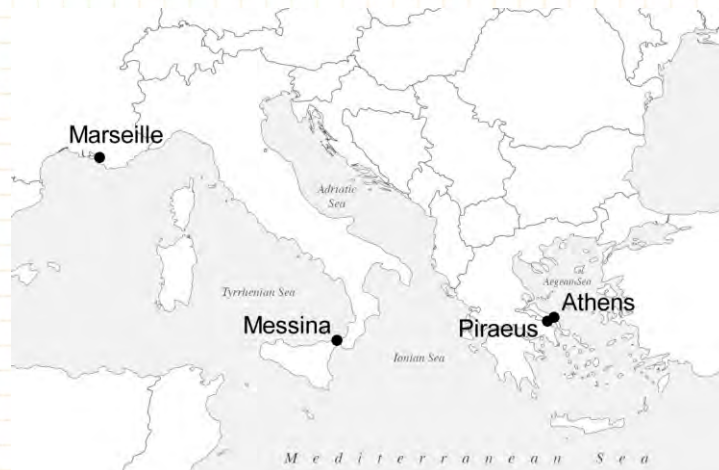 Marseille
Adriatic
Sea
Tyrrhenian Sea
Aegean Sea
Athens
Messina
Piraeus
Ionian Sea
Mediterranean Sea